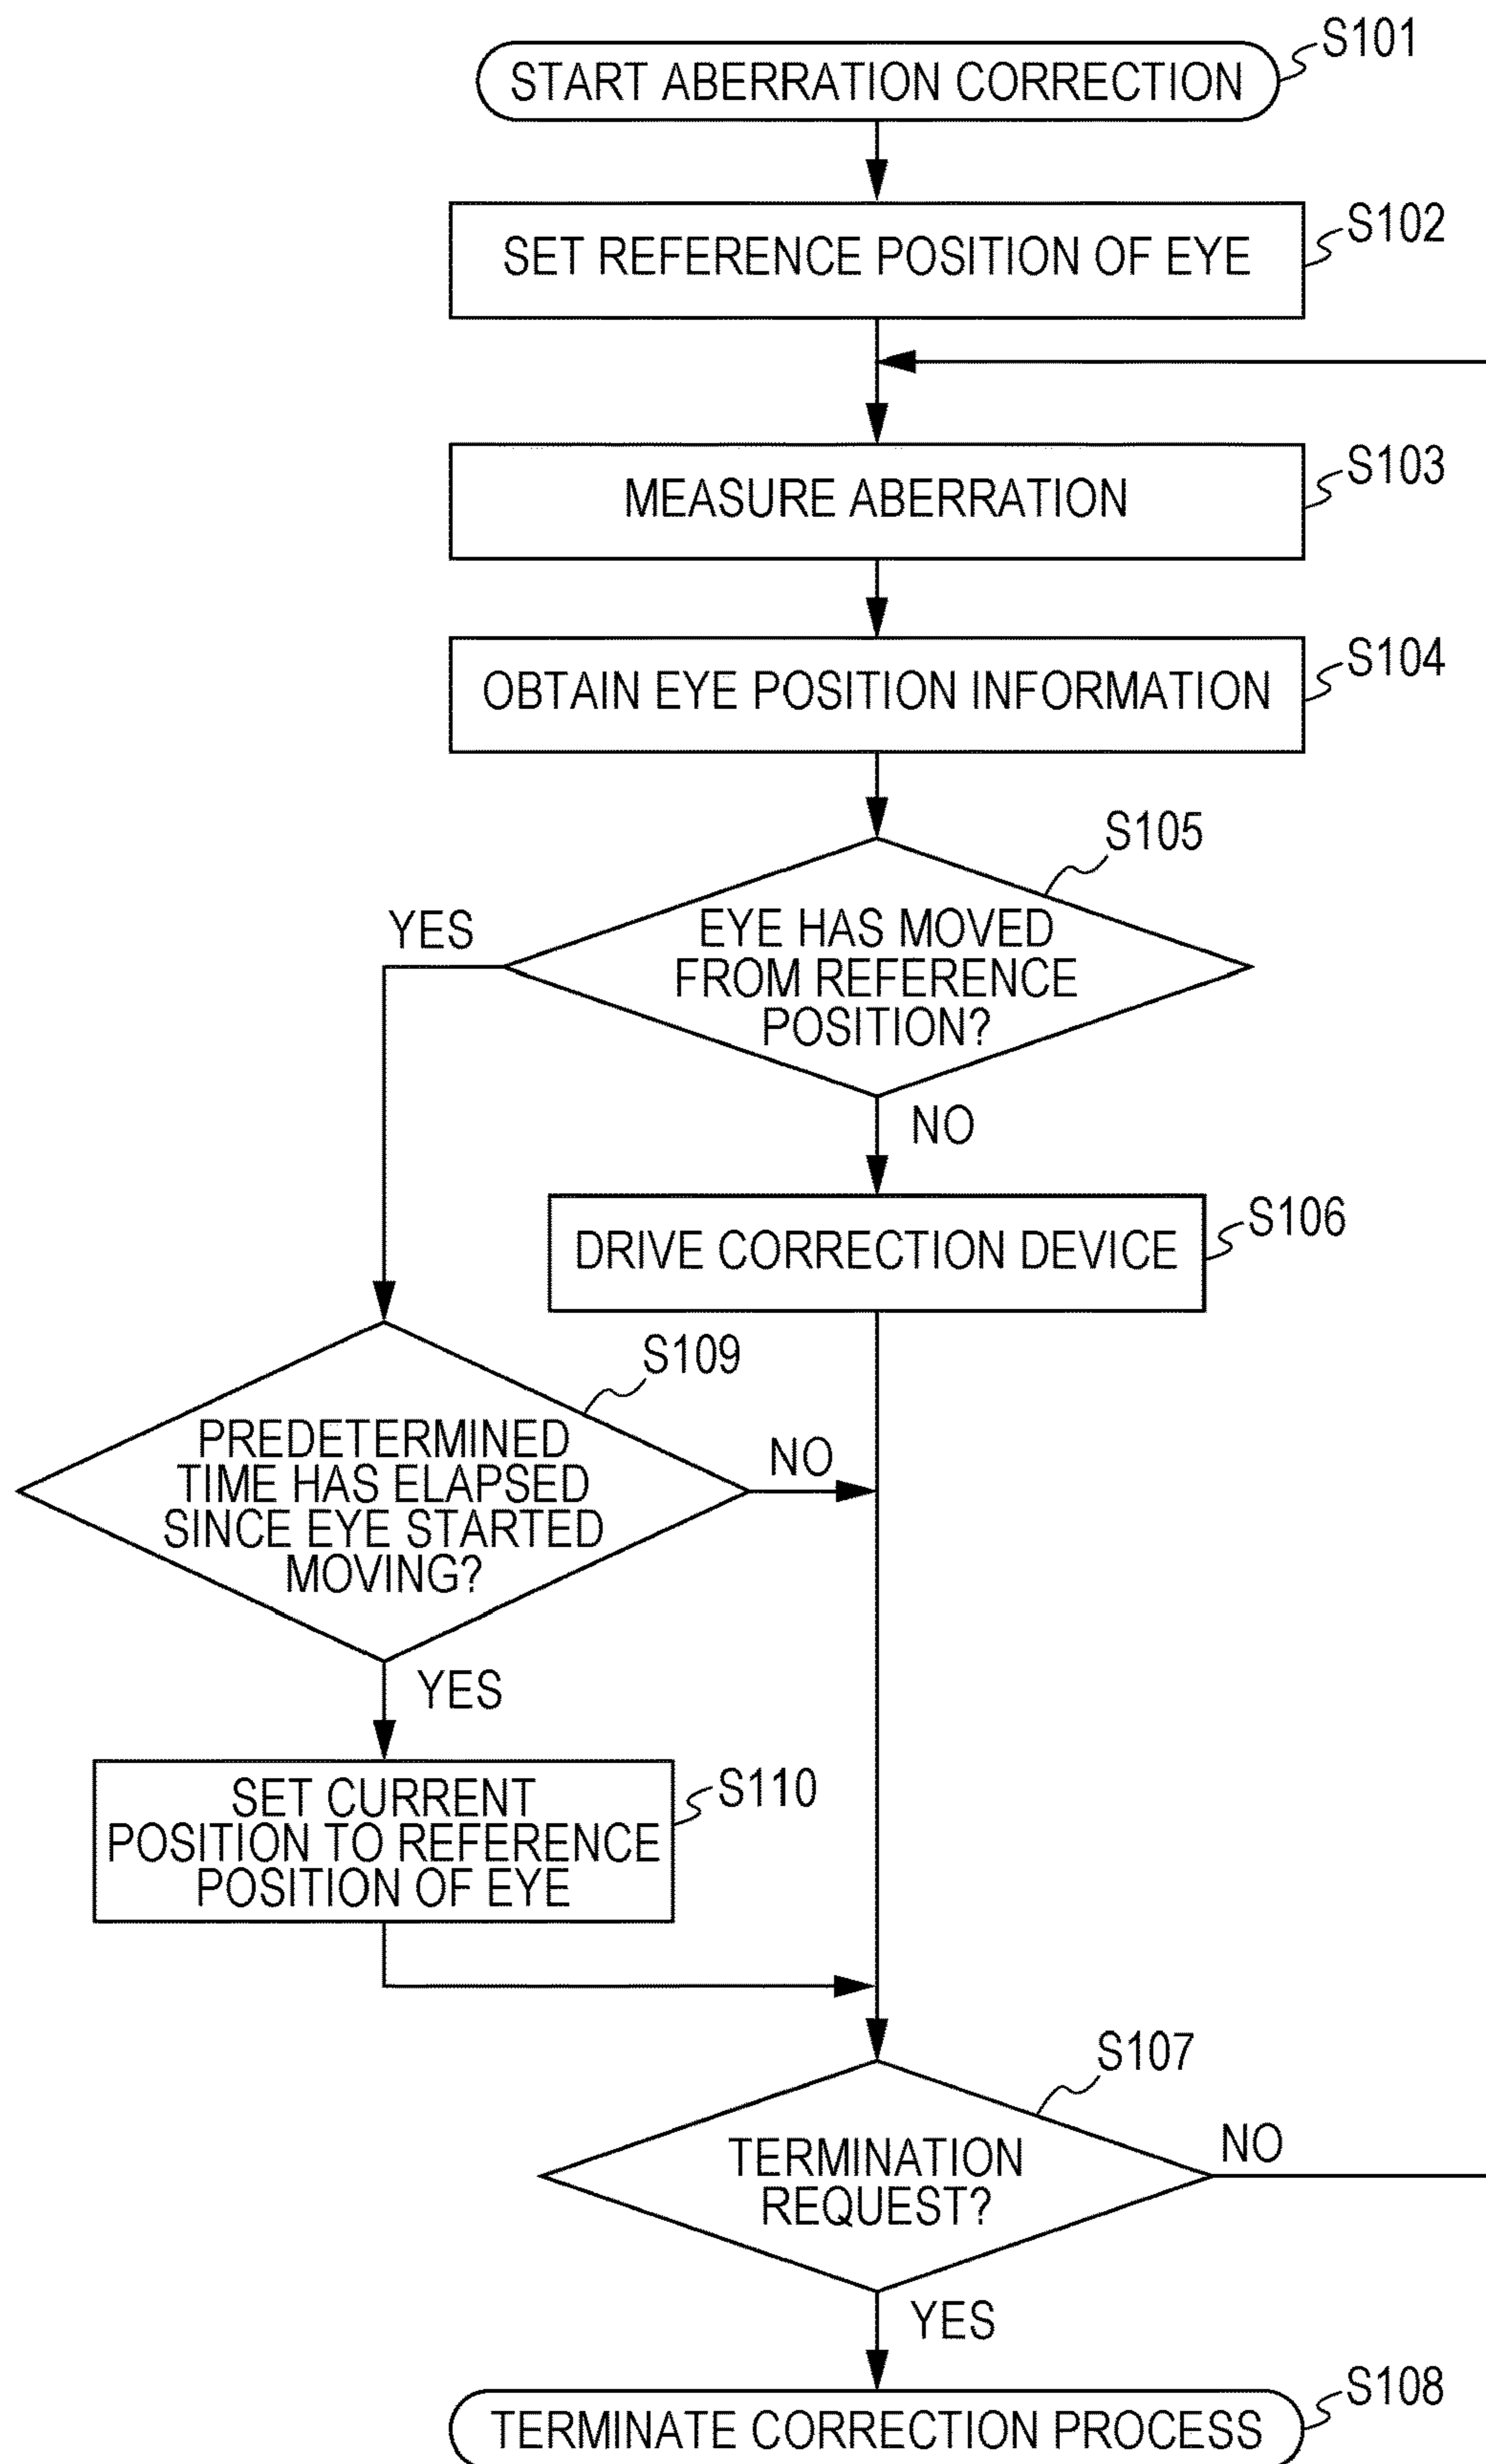 S101
START ABERRATION CORRECTION
S102
SET REFERENCE POSITION OF EYE
S103
MEASURE ABERRATION
S104
OBTAIN EYE POSITION INFORMATION
S105
YES
EYE HAS MOVED
FROM REFERENCE
POSITION?
NO
S106
DRIVE CORRECTION DEVICE
S109
PREDETERMINED
TIME HAS ELAPSED
SINCE EYE STARTED
MOVING?
NO
YES
S110
SET CURRENT
POSITION TO REFERENCE
POSITION OF EYE
S107
TERMINATION
REQUEST?
NO
YES
S108
TERMINATE CORRECTION PROCESS